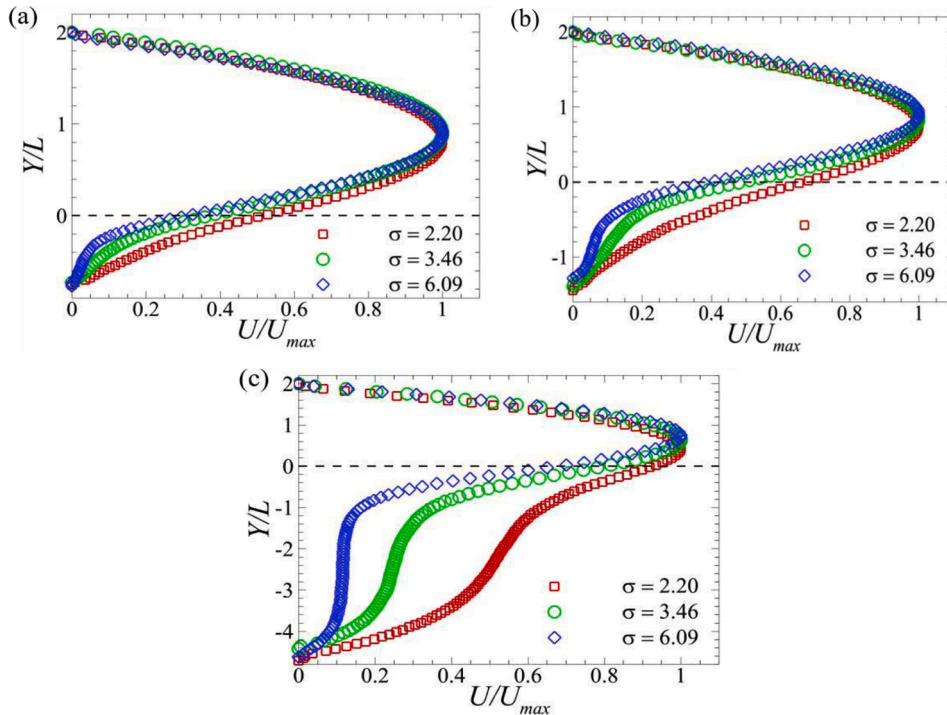 (a)
2
1
0
Y/L
σ = 2.20
σ = 3.46
σ = 6.09
0 0.2 0.4 0.6 0.8 1
U/Umax
(b)
2
1
0
-1
Y/L
σ = 2.20
σ = 3.46
σ = 6.09
0 0.2 0.4 0.6 0.8 1
U/Umax
(c)
2
1
0
-1
-2
-3
-4
Y/L
σ = 2.20
σ = 3.46
σ = 6.09
0 0.2 0.4 0.6 0.8 1
U/Umax